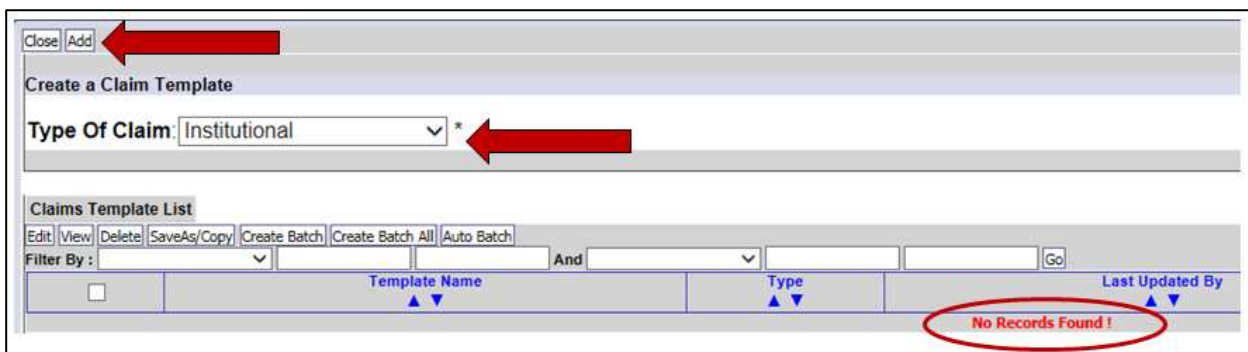 Close Add
Create a Claim Template
Type Of Claim: Institutional *
Claims Template List
Edit View Delete SaveAs/Copy Create Batch Create Batch All Auto Batch
Filter By : And Go
Template Name Type Last Updated By
No Records Found !